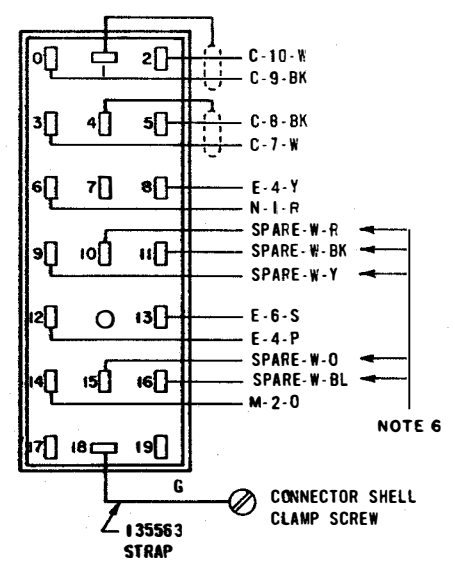 0 1 2 C-10-W
C-9-BK
3 4 5 C-8-BK
C-7-W
6 7 8 E-4-Y
N-1-R
SPARE-W-R
9 10 11 SPARE-W-BK
SPARE-W-Y
12 13 E-6-S
E-4-P
SPARE-W-O
14 15 16 SPARE-W-BL
M-2-O
NOTE 6
17 18 19
G
CONNECTOR SHELL
CLAMP SCREW
135563
STRAP